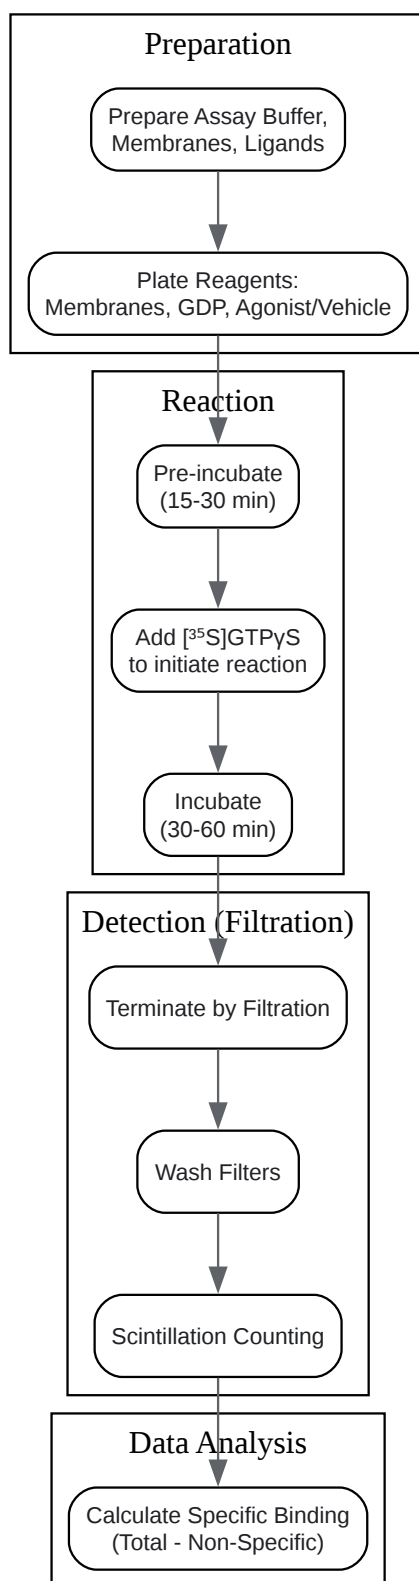 Preparation
Prepare Assay Buffer,
Membranes, Ligands
Plate Reagents:
Membranes, GDP, Agonist/Vehicle
Reaction
Pre-incubate
(15-30 min)
Add [³⁵S]GTPγS
to initiate reaction
Incubate
(30-60 min)
Detection (Filtration)
Terminate by Filtration
Wash Filters
Scintillation Counting
Data Analysis
Calculate Specific Binding
(Total - Non-Specific)